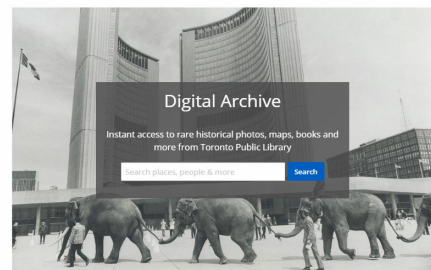 Digital Archive
Instant access to rare historical photos, maps, books and
more from Toronto Public Library
Search places, people & more
Search